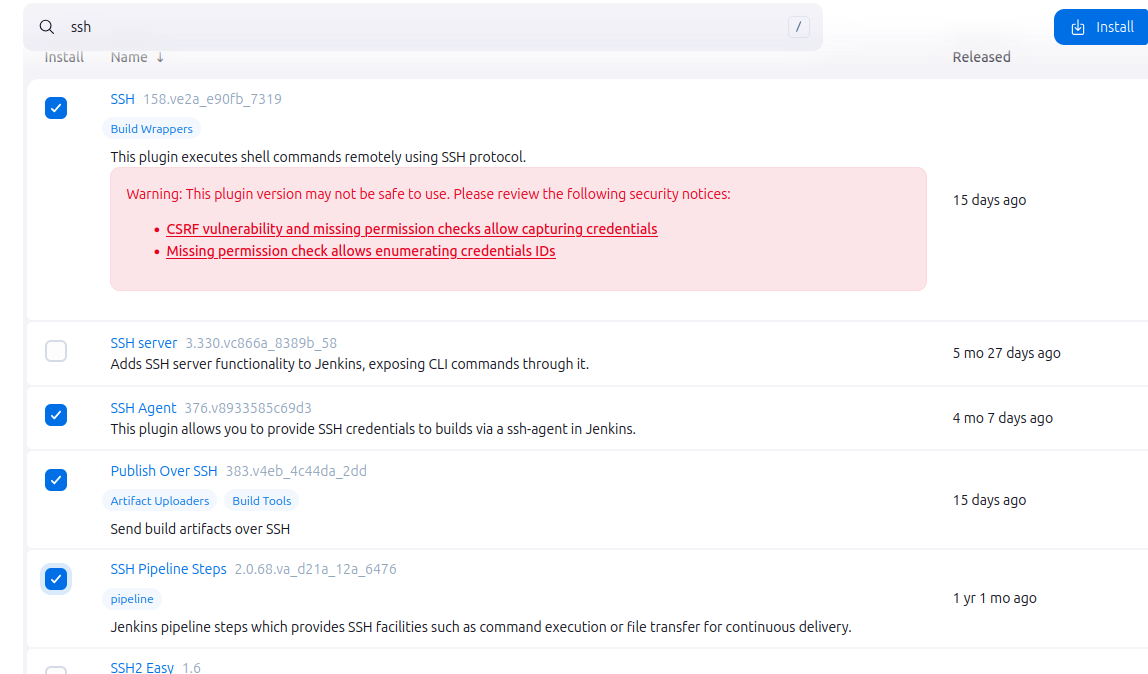 ssh
/
Install
Install
Name ↓
Released
SSH 158.ve2a_e90fb_7319
Build Wrappers
This plugin executes shell commands remotely using SSH protocol.
Warning: This plugin version may not be safe to use. Please review the following security notices:
• CSRF vulnerability and missing permission checks allow capturing credentials
• Missing permission check allows enumerating credentials IDs
15 days ago
SSH server 3.330.vc866a_8389b_58
Adds SSH server functionality to Jenkins, exposing CLI commands through it.
5 mo 27 days ago
SSH Agent 376.v8933585c69d3
This plugin allows you to provide SSH credentials to builds via a ssh-agent in Jenkins.
4 mo 7 days ago
Publish Over SSH 383.v4eb_4c44da_2dd
Artifact Uploaders Build Tools
Send build artifacts over SSH
15 days ago
SSH Pipeline Steps 2.0.68.va_d21a_12a_6476
pipeline
Jenkins pipeline steps which provides SSH facilities such as command execution or file transfer for continuous delivery.
1 yr 1 mo ago
SSH2 Easy 1.6